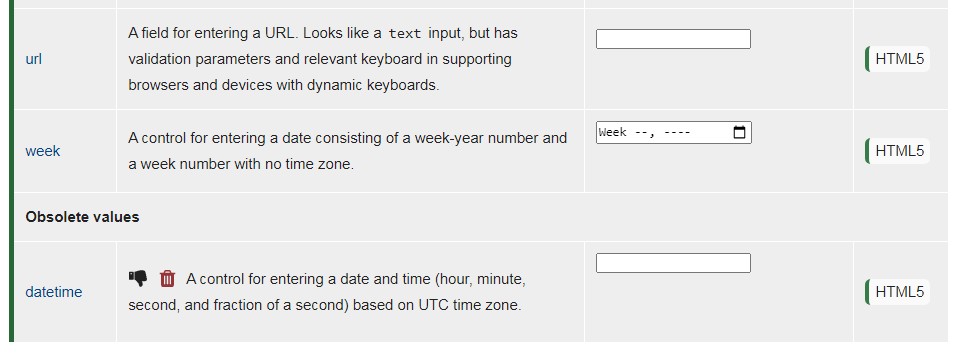 url
A field for entering a URL. Looks like a text input, but has
validation parameters and relevant keyboard in supporting
browsers and devices with dynamic keyboards.
HTML5
week
A control for entering a date consisting of a week-year number and
a week number with no time zone.
Week --, ----
HTML5
Obsolete values
datetime
A control for entering a date and time (hour, minute,
second, and fraction of a second) based on UTC time zone.
HTML5